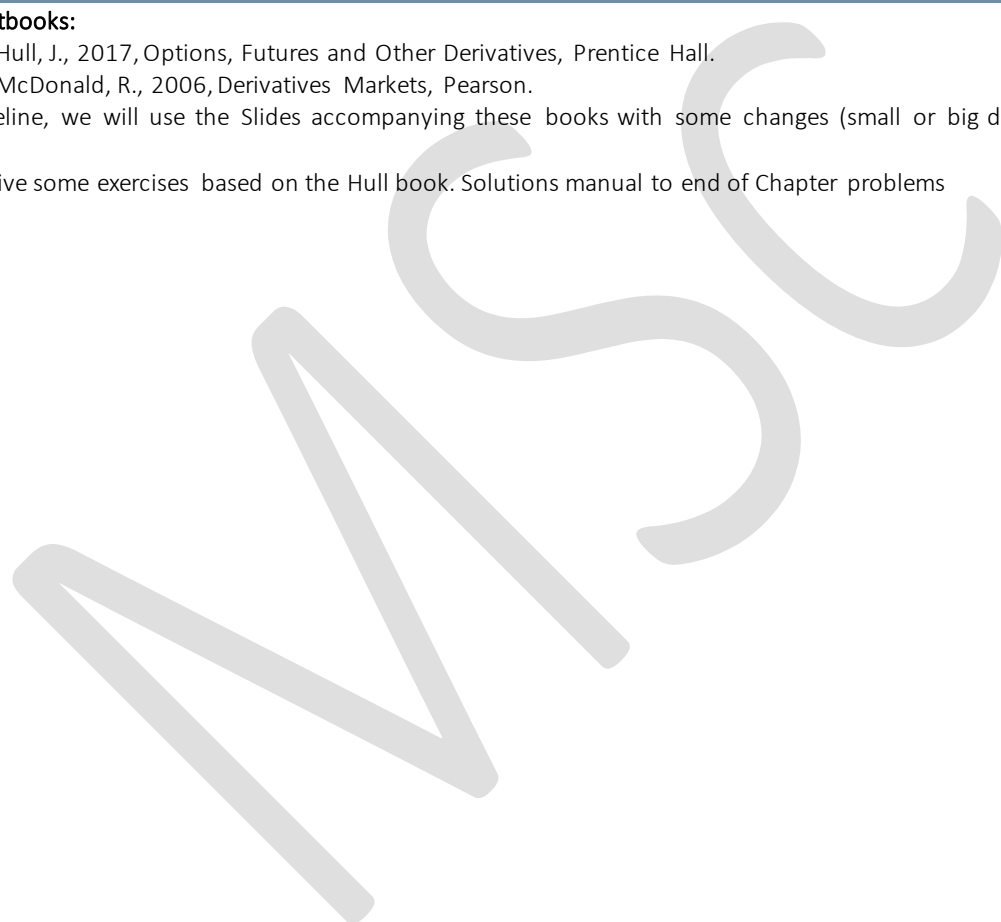 tbooks:
Hull, J., 2017, Options, Futures and Other Derivatives, Prentice Hall.
McDonald, R., 2006, Derivatives Markets, Pearson.
eline, we will use the Slides accompanying these books with some changes (small or big d
ive some exercises based on the Hull book. Solutions manual to end of Chapter problems
MSC